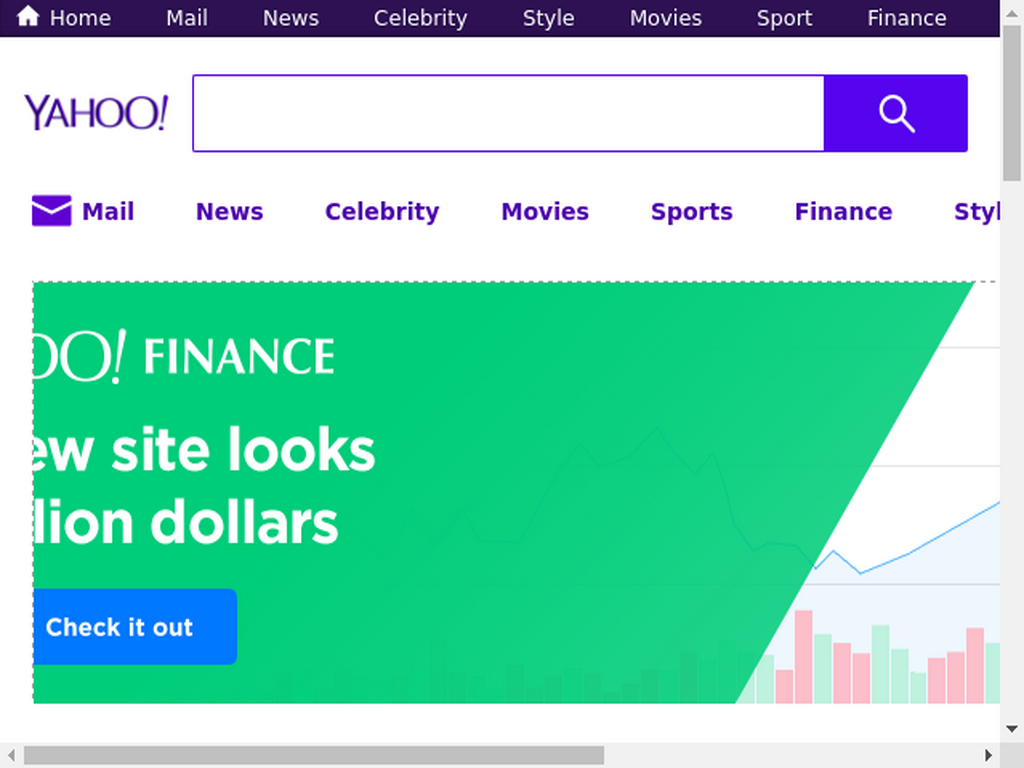 Home Mail News Celebrity Style Movies Sport Finance
YAHOO!
Mail News Celebrity Movies Sports Finance Styl
OO! FINANCE
ew site looks
llion dollars
Check it out